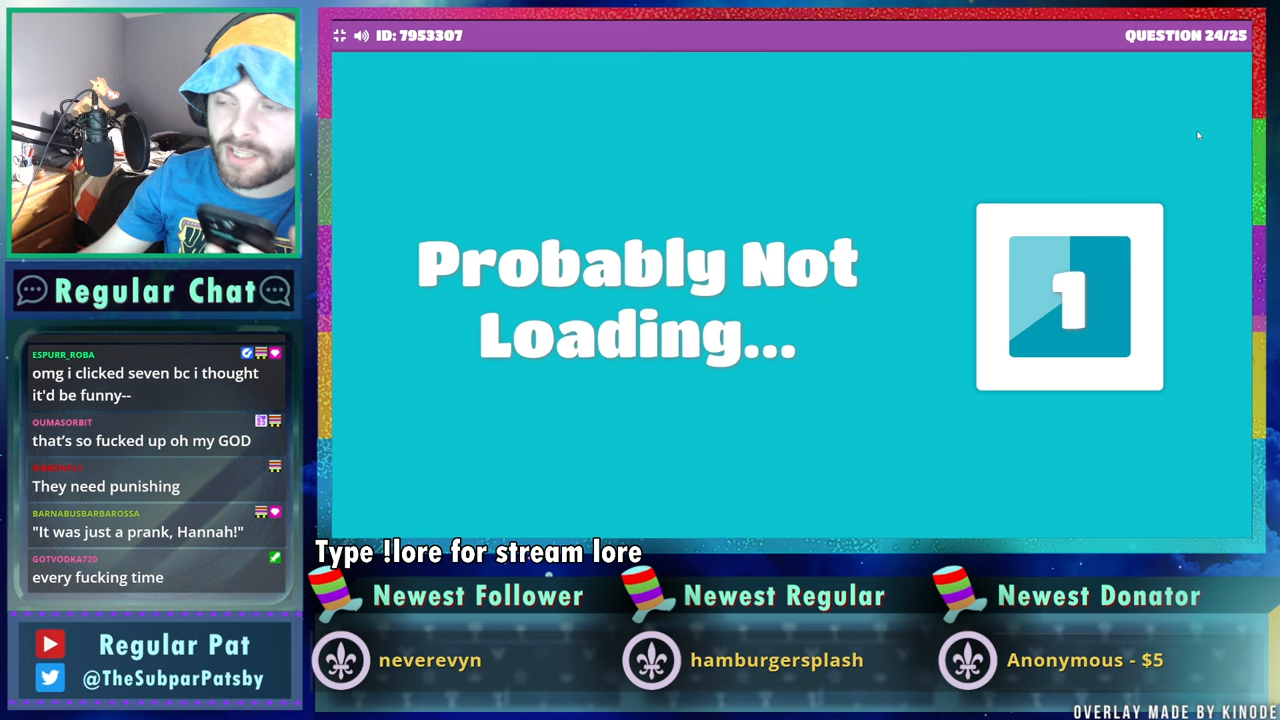 ID: 7953307
QUESTION 24/25
Probably Not
Loading...
1
Regular Chat
ESPURR_ROBA
omg i clicked seven bc i thought
it'd be funny--
OUMASORBIT
that's so fucked up oh my GOD
They need punishing
BARNABUSBARBAROSSA
"It was just a prank, Hannah!"
GOTVODKA720
every fucking time
Type !lore for stream lore
Newest Follower
Newest Regular
Newest Donator
neverevyn
hamburgersplash
Anonymous - $5
Regular Pat
@TheSubparPatsby
OVERLAY MADE BY KINODE